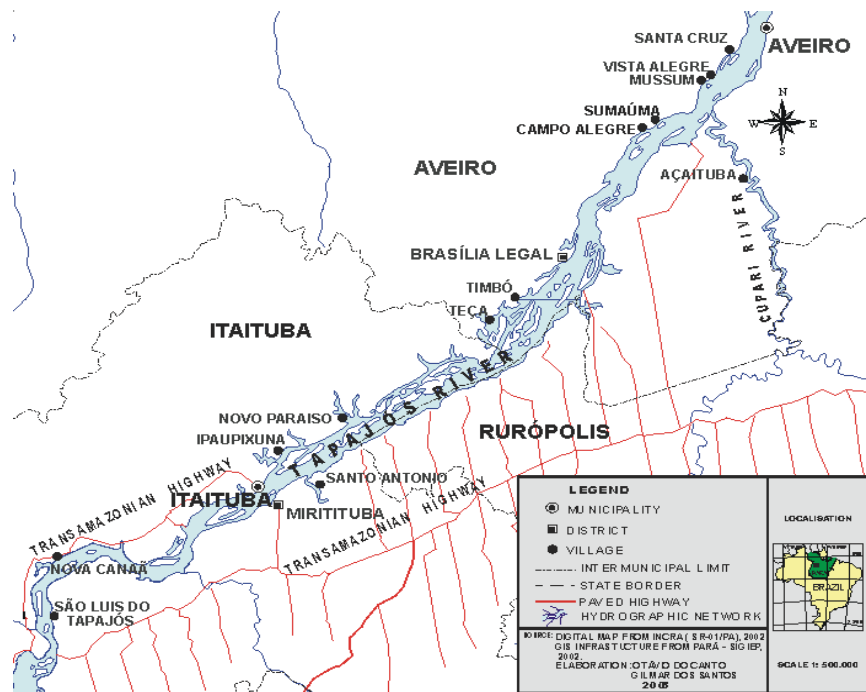 SANTA CRUZ
AVEIRO
VISTA ALEGRE
MUSSUM
N
W E
S
SUMAÚMA
CAMPO ALEGRE
AVEIRO
AÇAITUBA
CUPARI RIVER
BRASÍLIA LEGAL
TIMBÓ
TEÇA
ITAITUBA
TAPAJOS RIVER
NOVO PARAISO
RURÓPOLIS
IPAUPIXUNA
SANTO ANTONIO
TRANSAMAZONIAN HIGHWAY
ITAITUBA
MIRITITUBA
TRANSAMAZONIAN HIGHWAY
NOVA CANAÃ
SÃO LUIS DO
TAPAJÓS
LEGEND
MUNICIPALITY
DISTRICT
VILLAGE
INTERMUNICIPAL LIMIT
STATE BORDER
PAVED HIGHWAY
HYDROGRAPHIC NETWORK
SOURCE: DIGITAL MAP FROM INCRA ( SR-01/PA), 2002
GIS INFRASTUCTURE FROM PARÁ - SIGIEP,
2002.
ELABORATION :OTÁVIO DO CANTO
GILMAR DOS SANTOS
2005
LOCALISATION
BRAZIL
SCALE 1: 500.000